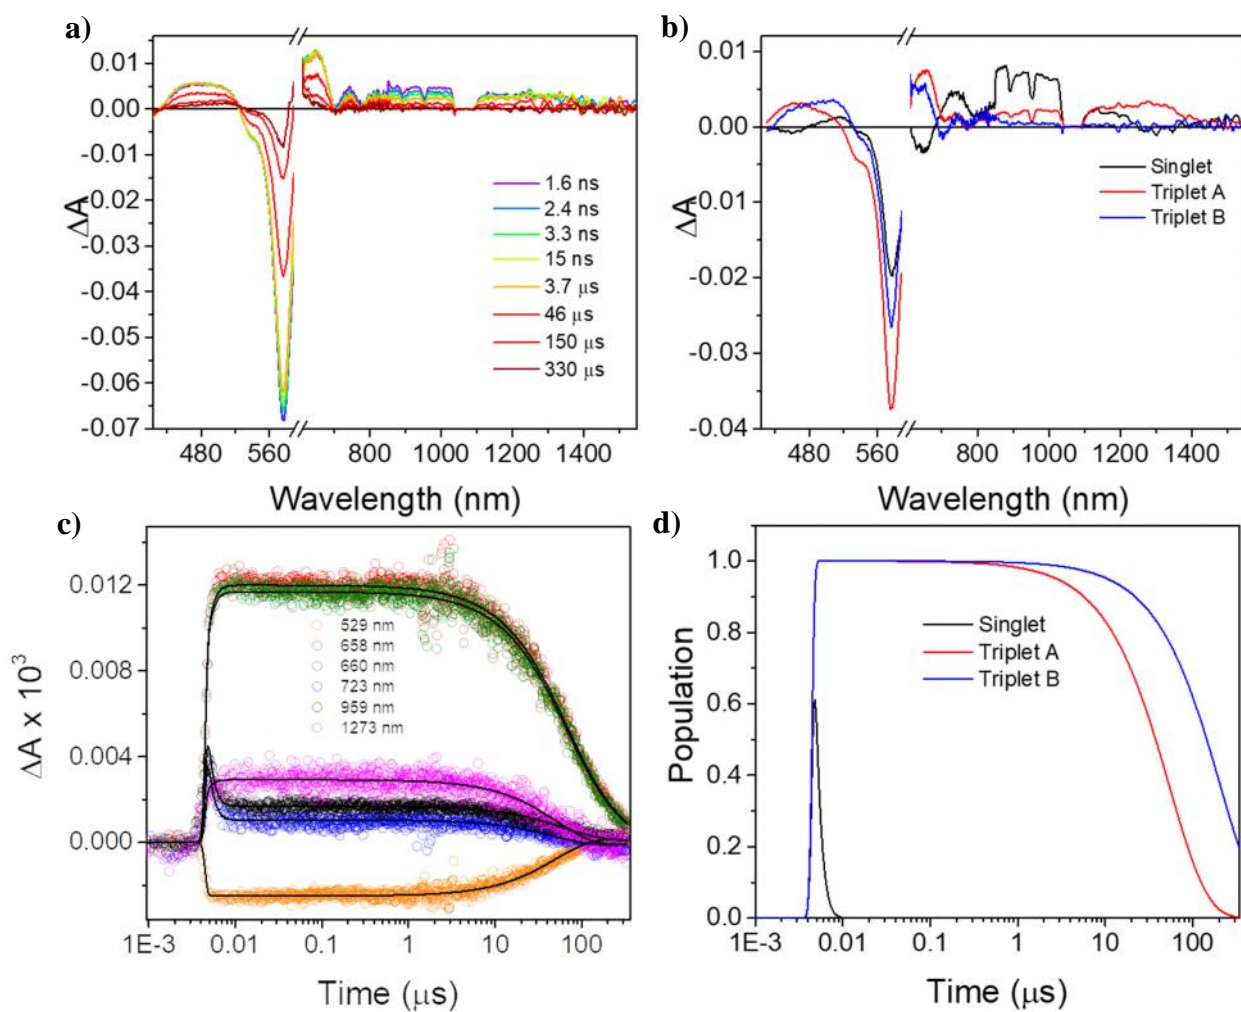 a)
0.01
0.00
-0.01
-0.02
-0.03
-0.04
-0.05
-0.06
-0.07
ΔA
1.6 ns
2.4 ns
3.3 ns
15 ns
3.7 μs
46 μs
150 μs
330 μs
480 560 800 1000 1200 1400
Wavelength (nm)
b)
0.01
0.00
-0.01
-0.02
-0.03
-0.04
ΔA
Singlet
Triplet A
Triplet B
480 560 800 1000 1200 1400
Wavelength (nm)
c)
0.012
0.008
0.004
0.000
ΔA x 10³
529 nm
658 nm
660 nm
723 nm
959 nm
1273 nm
1E-3 0.01 0.1 1 10 100
Time (μs)
d)
1.0
0.8
0.6
0.4
0.2
0.0
Population
Singlet
Triplet A
Triplet B
1E-3 0.01 0.1 1 10 100
Time (μs)